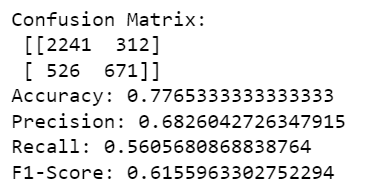 Confusion Matrix:
[[2241  312]
[ 526  671]]
Accuracy: 0.7765333333333333
Precision: 0.6826042726347915
Recall: 0.5605680868838764
F1-Score: 0.6155963302752294